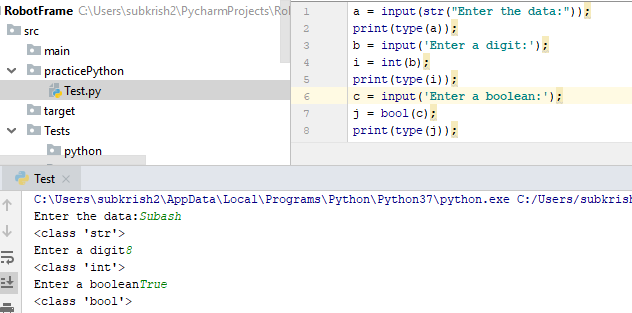 RobotFrame C:\Users\subkrish2\PycharmProjects\Ro
src
main
practicePython
Test.py
target
Tests
python
1 a = input(str("Enter the data:"));
2 print(type(a));
3 b = input('Enter a digit:');
4 i = int(b);
5 print(type(i));
6 c = input('Enter a boolean:');
7 j = bool(c);
8 print(type(j));
Test
C:\Users\subkrish2\AppData\Local\Programs\Python\Python37\python.exe C:/Users/subkrish
Enter the data:Subash
<class 'str'>
Enter a digit8
<class 'int'>
Enter a booleanTrue
<class 'bool'>